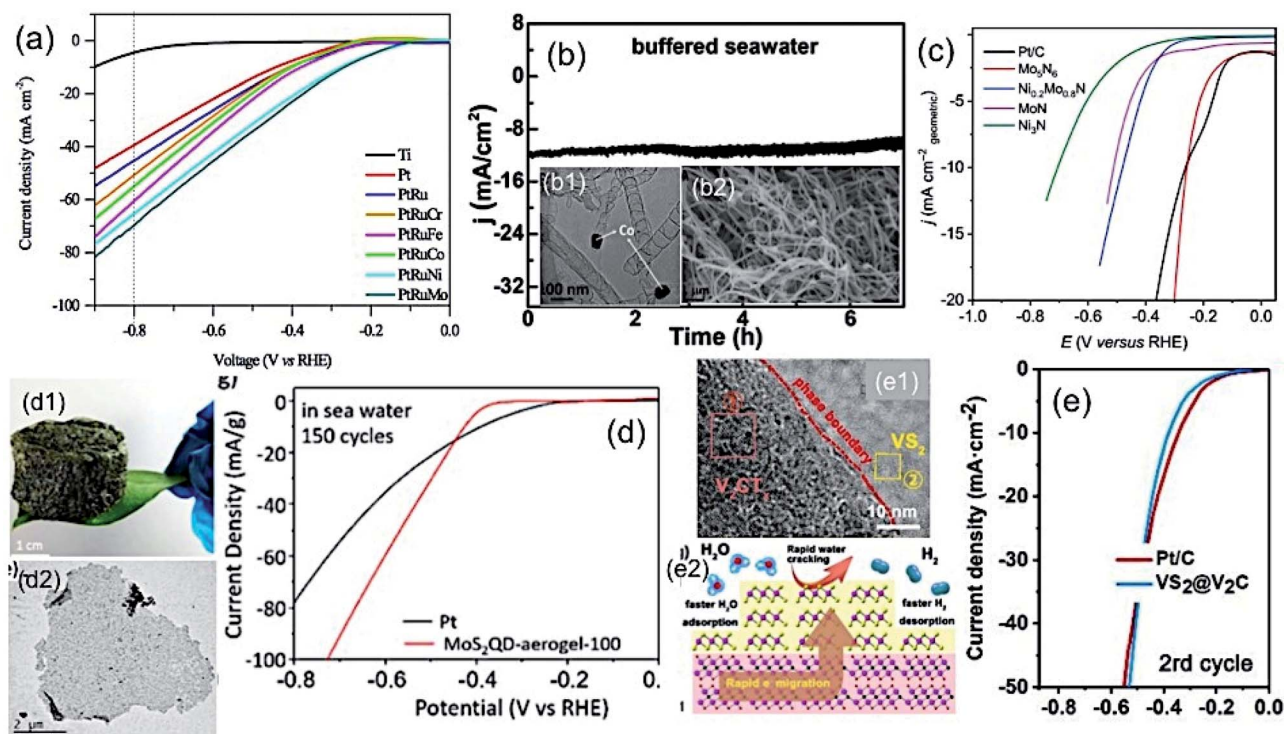 (a)
0
-20
-40
-60
-80
-100
Current density (mA cm⁻²)
-0.8
-0.6
-0.4
-0.2
0.0
Voltage (V vs RHE)
Ti
Pt
PtRu
PtRuCr
PtRuFe
PtRuCo
PtRuNi
PtRuMo
(b)
buffered seawater
8
0
-8
-16
-24
-32
j (mA/cm²)
0
2
4
6
Time (h)
(b1)
Co
100 nm
(b2)
μm
(c)
-5
-10
-15
-20
j (mA cm⁻² geometric)
-1.0
-0.8
-0.6
-0.4
-0.2
0.0
E (V versus RHE)
Pt/C
Mo₅N₆
Ni₀.₂Mo₀.₈N
MoN
Ni₃N
(d1)
1 cm
(d2)
2 μm
g)
(d)
in sea water
150 cycles
0
-20
-40
-60
-80
-100
Current Density (mA/g)
Pt
MoS₂QD-aerogel-100
-0.8
-0.6
-0.4
-0.2
0.
Potential (V vs RHE)
(e1)
phase boundary
VS₂
②
10 nm
(e2)
H₂O
Rapid water
cracking
H₂
faster H₂O
adsorption
faster H₂
desorption
Rapid e⁻ migration
(e)
0
-10
-20
-30
-40
-50
Current density (mA·cm⁻²)
Pt/C
VS₂@V₂C
2rd cycle
-0.8
-0.6
-0.4
-0.2
0.0